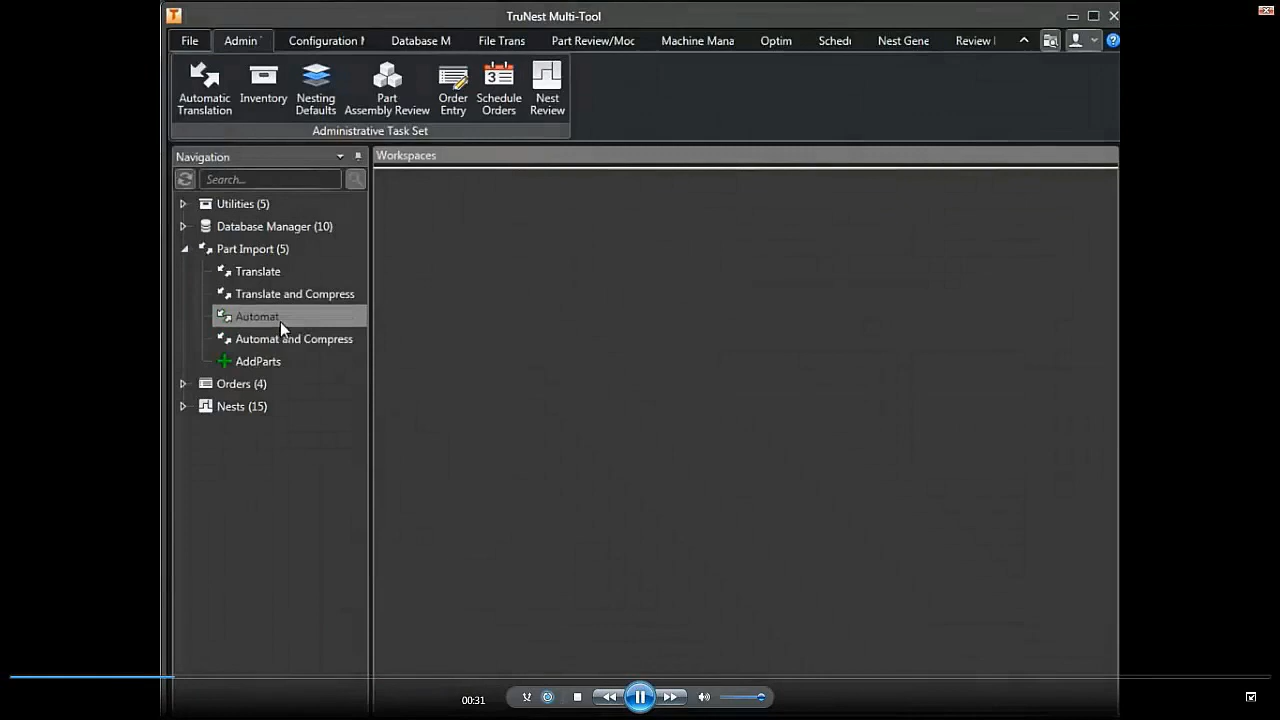 TruNest Multi-Tool
File Admin Configuration M Database M File Trans Part Review/Moc Machine Mana Optim Schedu Nest Gene Review
Automatic Translation
Inventory
Nesting Defaults
Part Assembly Review
Order Entry
3
Schedule Orders
Nest Review
Administrative Task Set
Navigation
Workspaces
Search...
Utilities (5)
Database Manager (10)
Part Import (5)
Translate
Translate and Compress
Automat
Automat and Compress
AddParts
Orders (4)
Nests (15)
00:31